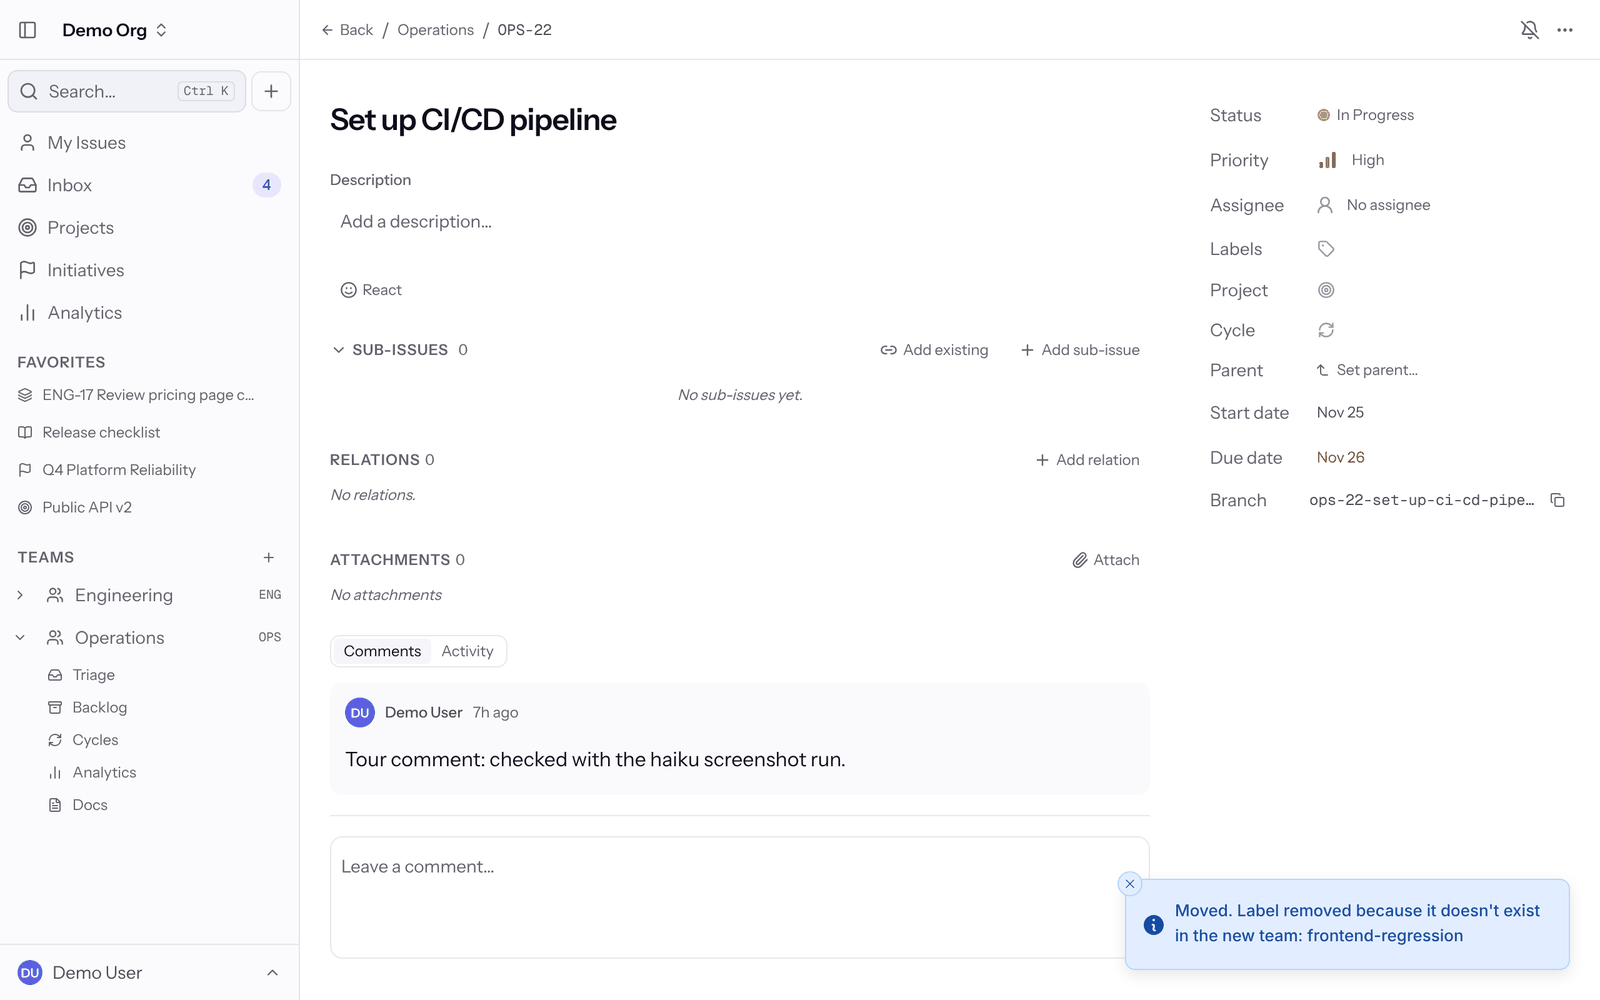 Demo Org
Search...
Ctrl K
My Issues
Inbox
4
Projects
Initiatives
Analytics
FAVORITES
ENG-17 Review pricing page c...
Release checklist
Q4 Platform Reliability
Public API v2
TEAMS
Engineering
ENG
Operations
OPS
Triage
Backlog
Cycles
Analytics
Docs
DU
Demo User
Back / Operations / OPS-22
Set up CI/CD pipeline
Description
Add a description...
React
SUB-ISSUES 0
Add existing
Add sub-issue
No sub-issues yet.
RELATIONS 0
Add relation
No relations.
ATTACHMENTS 0
Attach
No attachments
Comments
Activity
DU
Demo User 7h ago
Tour comment: checked with the haiku screenshot run.
Leave a comment...
Status
In Progress
Priority
High
Assignee
No assignee
Labels
Project
Cycle
Parent
Set parent...
Start date
Nov 25
Due date
Nov 26
Branch
ops-22-set-up-ci-cd-pipe...
Moved. Label removed because it doesn't exist
in the new team: frontend-regression